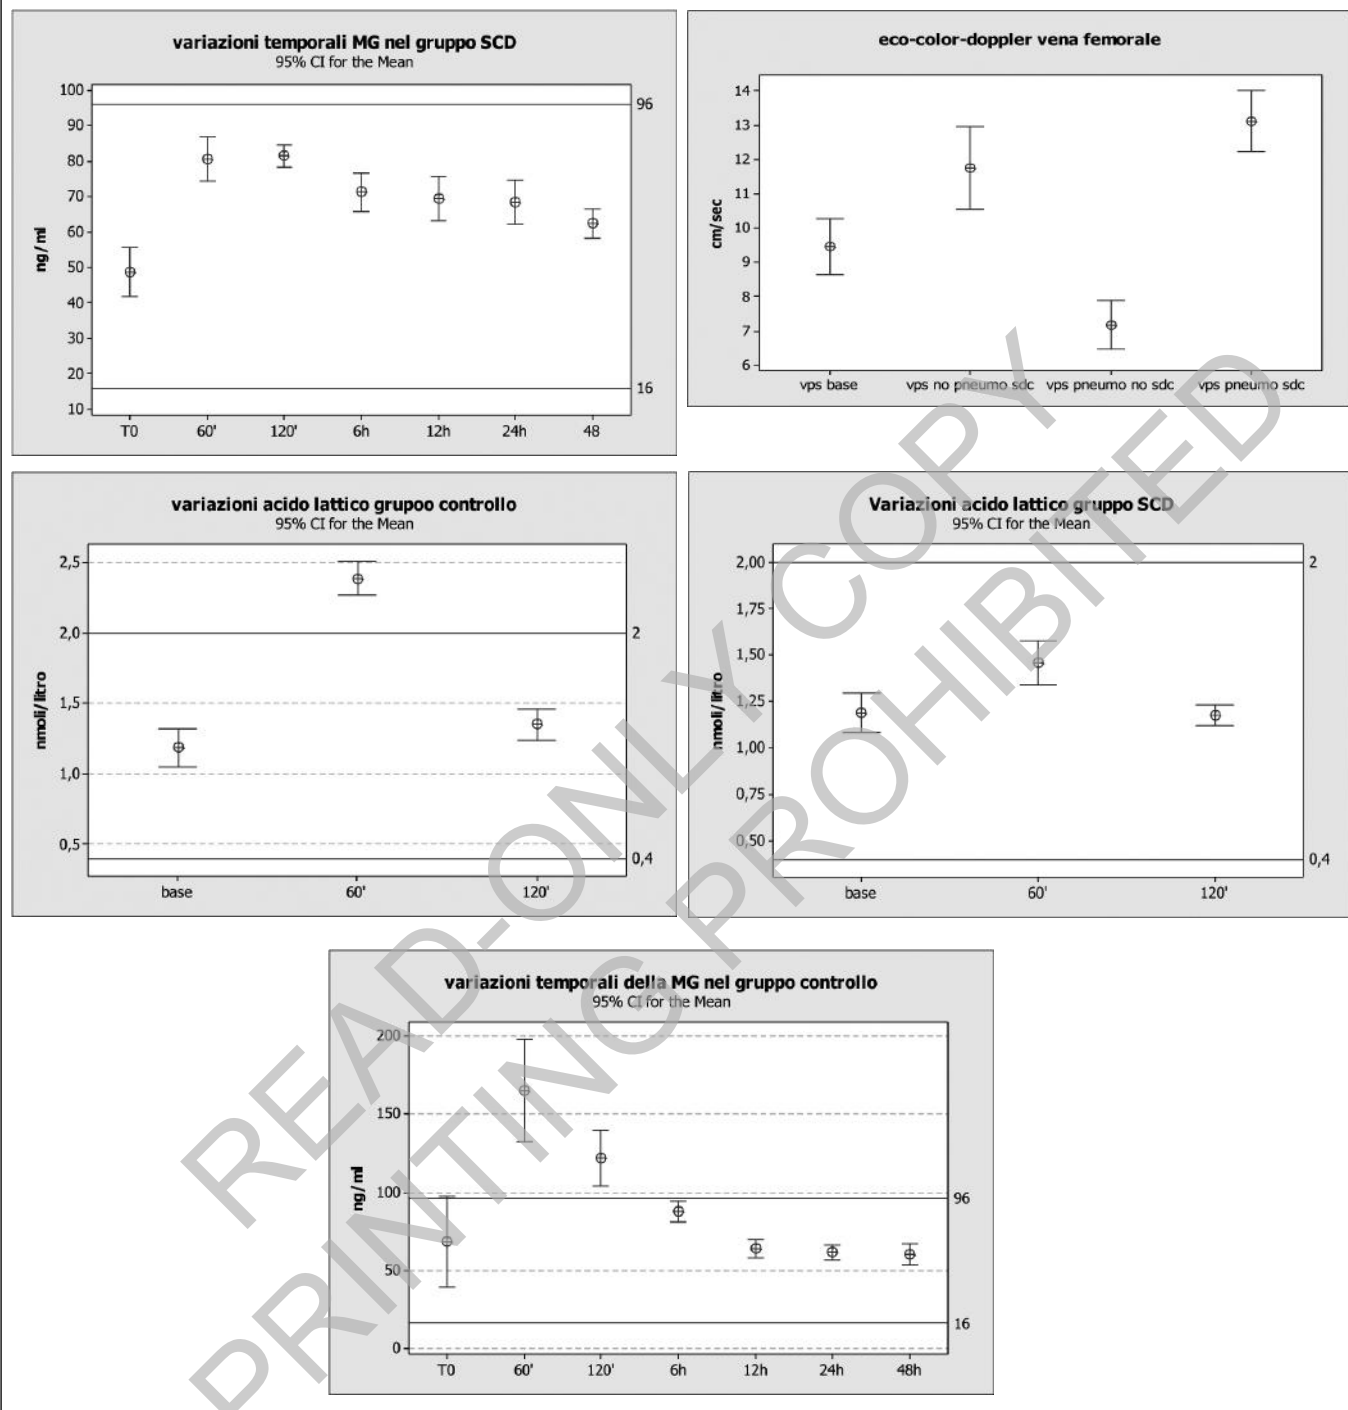 variazioni temporali MG nel gruppo SCD
95% CI for the Mean
100
90
80
70
60
50
40
30
20
10
ng/ml
96
16
T0 60' 120' 6h 12h 24h 48
eco-color-doppler vena femorale
14
13
12
11
10
9
8
7
6
cm/sec
vps base vps no pneumo sdc vps pneumo no sdc vps pneumo sdc
variazioni acido lattico grupoo controllo
95% CI for the Mean
2,5
2,0
1,5
1,0
0,5
nmoli/litro
2
0,4
base 60' 120'
Variazioni acido lattico gruppo SCD
95% CI for the Mean
2,00
1,75
1,50
1,25
1,00
0,75
0,50
nmoli/litro
2
0,4
base 60' 120'
variazioni temporali della MG nel gruppo controllo
95% CI for the Mean
200
150
100
50
0
ng/ml
96
16
T0 60' 120' 6h 12h 24h 48h
READ-ONLY COPY
PRINTING PROHIBITED